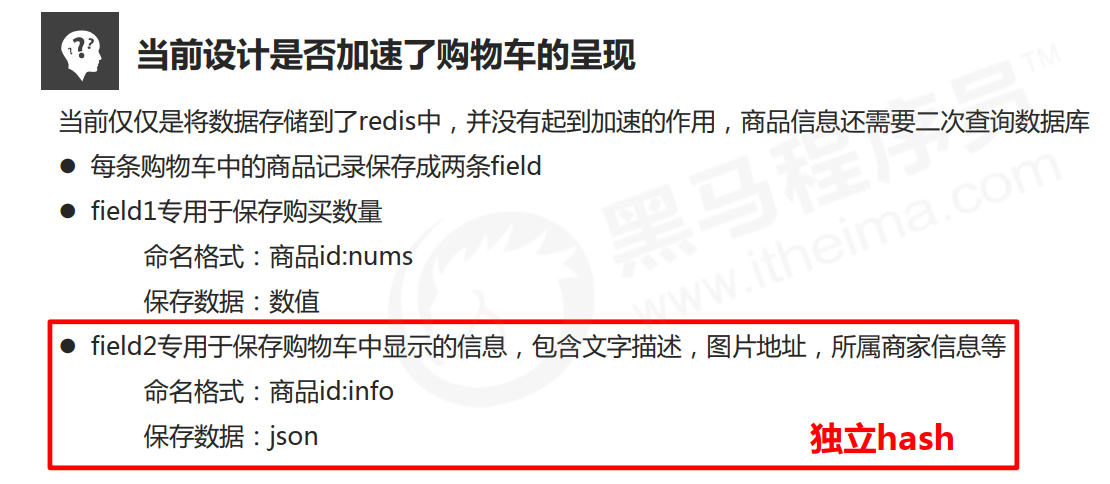 ??
?
当前设计是否加速了购物车的呈现
当前仅仅是将数据存储到了redis中，并没有起到加速的作用，商品信息还需要二次查询数据库
● 每条购物车中的商品记录保存成两条field
● field1专用于保存购买数量
命名格式：商品id:nums
保存数据：数值
● field2专用于保存购物车中显示的信息，包含文字描述，图片地址，所属商家信息等
命名格式：商品id:info
保存数据：json
独立hash
黑马程序员™
www.itheima.com